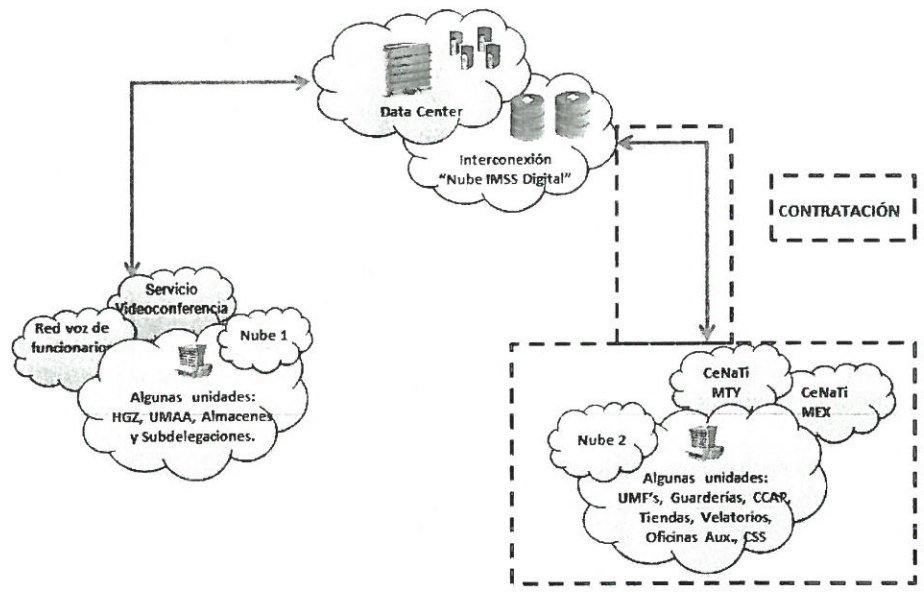 Data Center
Interconexión
"Nube IMSS Digital"
CONTRATACIÓN
Servicio
Videoconferencia
Red voz de
funcionarios
Nube 1
Algunas unidades:
HGZ, UMAA, Almacenes
y Subdelegaciones.
CeNaTi
MTY
CeNaTi
MEX
Nube 2
Algunas unidades:
UMF's, Guarderías, CCAP,
Tiendas, Velatorios,
Oficinas Aux., CSS